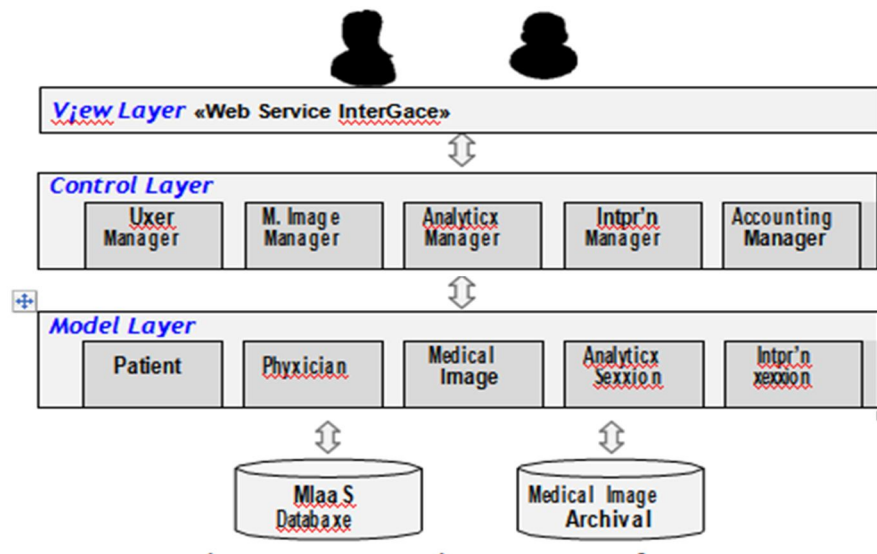 V¡ew Layer «Web Service InterGace»
Control Layer
Uxer
Manager
M. Image
Manager
Analyticx
Manager
Intpr'n
Manager
Accounting
Manager
Model Layer
Patient
Phyxician
Medical
Image
Analyticx
Sexxion
Intpr'n
xexxion
MIaaS
Databaxe
Medical Image
Archival